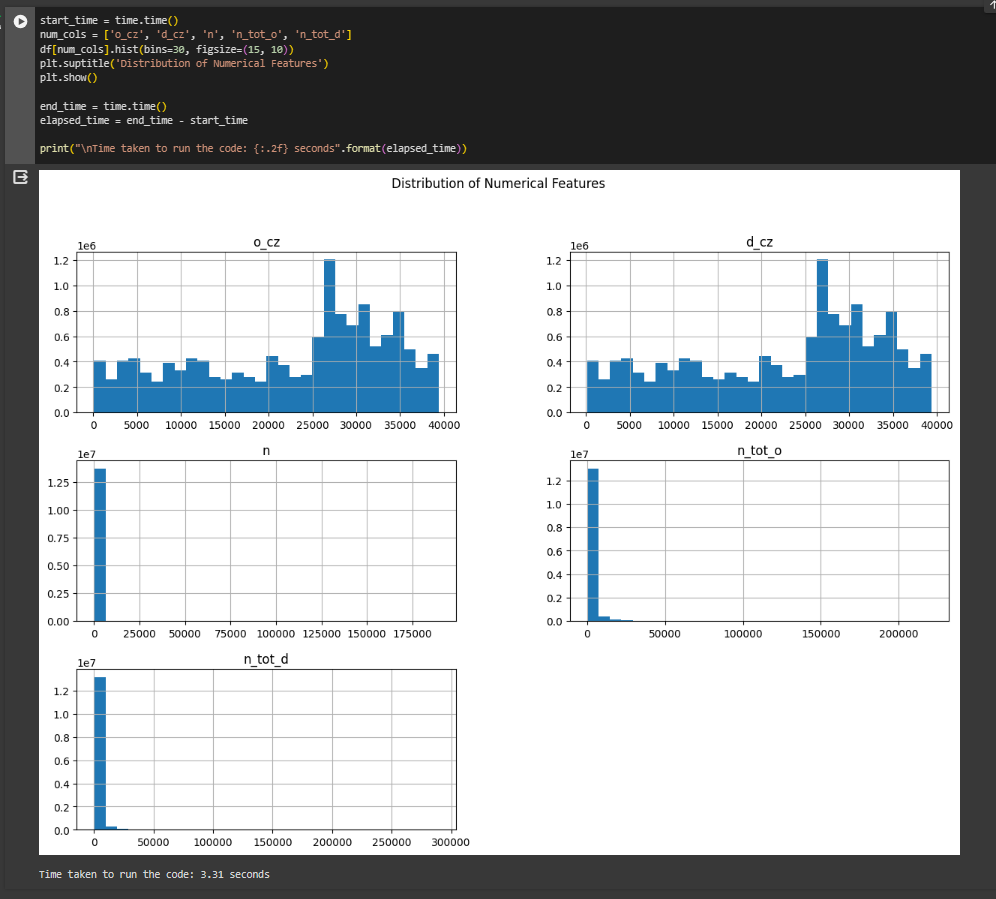 start_time = time.time()
num_cols = ['o_cz', 'd_cz', 'n', 'n_tot_o', 'n_tot_d']
df[num_cols].hist(bins=30, figsize=(15, 10))
plt.suptitle('Distribution of Numerical Features')
plt.show()
end_time = time.time()
elapsed_time = end_time - start_time
print("\nTime taken to run the code: {:.2f} seconds".format(elapsed_time))
Distribution of Numerical Features
o_cz
1e6
1.2
1.0
0.8
0.6
0.4
0.2
0.0
0 5000 10000 15000 20000 25000 30000 35000 40000
d_cz
1e6
1.2
1.0
0.8
0.6
0.4
0.2
0.0
0 5000 10000 15000 20000 25000 30000 35000 40000
n
1e7
1.25
1.00
0.75
0.50
0.25
0.00
0 25000 50000 75000 100000 125000 150000 175000
n_tot_o
1e7
1.2
1.0
0.8
0.6
0.4
0.2
0.0
0 50000 100000 150000 200000
n_tot_d
1e7
1.2
1.0
0.8
0.6
0.4
0.2
0.0
0 50000 100000 150000 200000 250000 300000
Time taken to run the code: 3.31 seconds